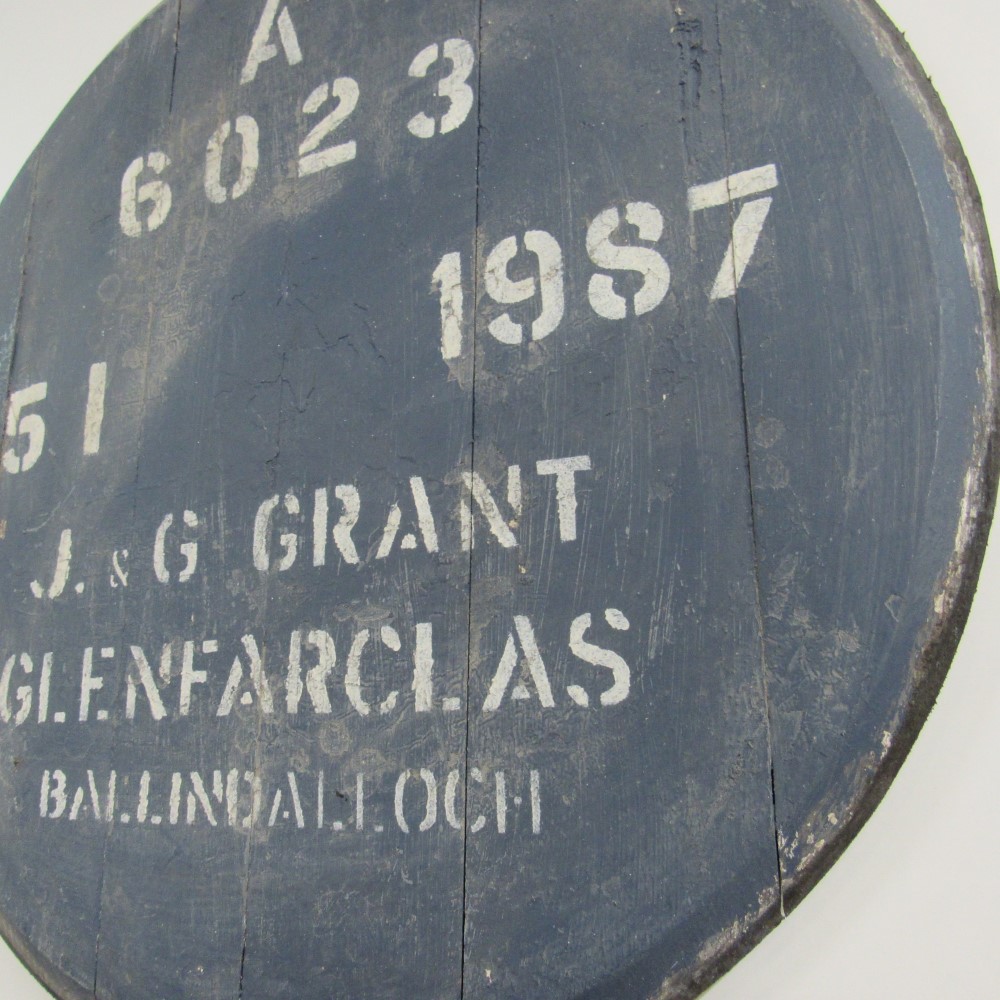 A
6023
1987
51
J. & G GRANT
GLENFARCLAS
BALLINDALLOCH